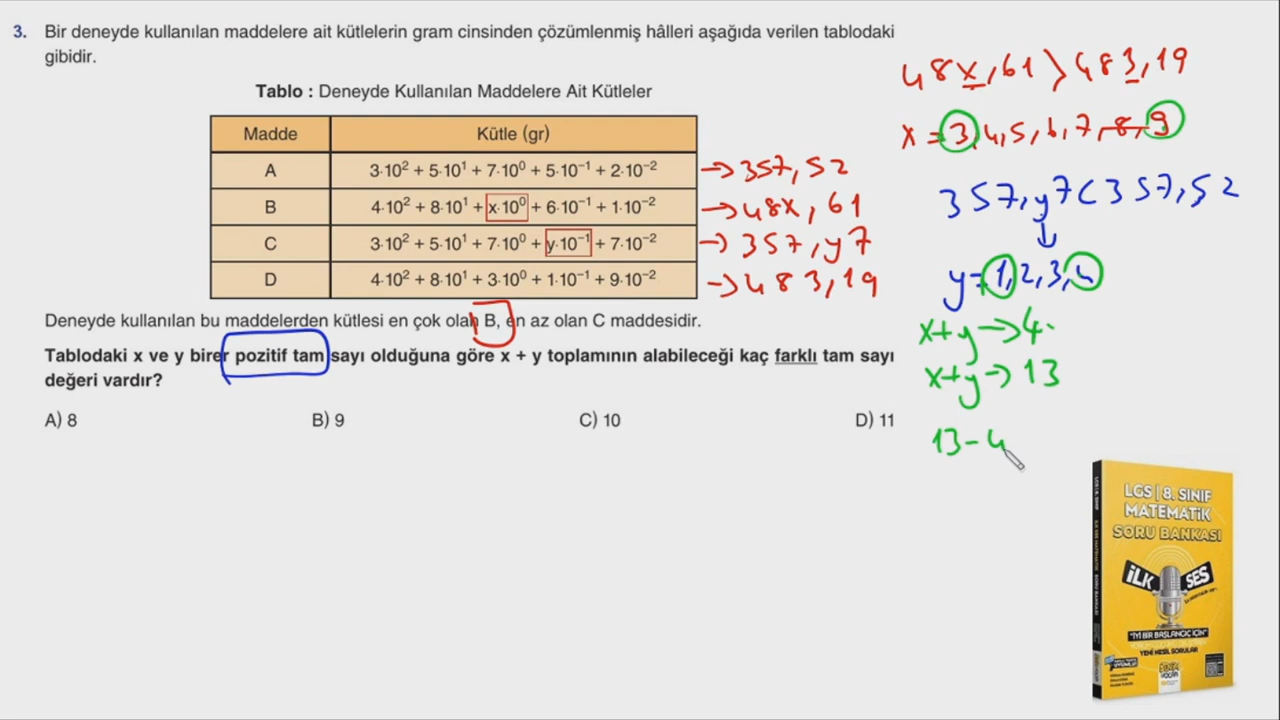 3. Bir deneyde kullanılan maddelere ait kütlelerin gram cinsinden çözümlenmiş hâlleri aşağıda verilen tablodaki
gibidir.
Tablo : Deneyde Kullanılan Maddelere Ait Kütleler
Madde Kütle (gr)
A 3·10² + 5·10¹ + 7·10⁰ + 5·10⁻¹ + 2·10⁻² → 357,52
B 4·10² + 8·10¹ + x·10⁰ + 6·10⁻¹ + 1·10⁻² → 48x,61
C 3·10² + 5·10¹ + 7·10⁰ + y·10⁻¹ + 7·10⁻² → 357,y7
D 4·10² + 8·10¹ + 3·10⁰ + 1·10⁻¹ + 9·10⁻² → 483,19
Deneyde kullanılan bu maddelerden kütlesi en çok olan B, en az olan C maddesidir.
Tablodaki x ve y birer pozitif tam sayı olduğuna göre x + y toplamının alabileceği kaç farklı tam sayı
değeri vardır?
A) 8 B) 9 C) 10 D) 11
48x,61 > 483,19
x = 3,4,5,6,7,8,9
357,y7 < 357,52
y = 1,2,3,4
x+y → 4
x+y → 13
13-4
LGS | 8. SINIF
MATEMATİK
SORU BANKASI
İLK SES
"İYİ BİR BAŞLANGIÇ İÇİN"
YENİ NESİL SORULAR